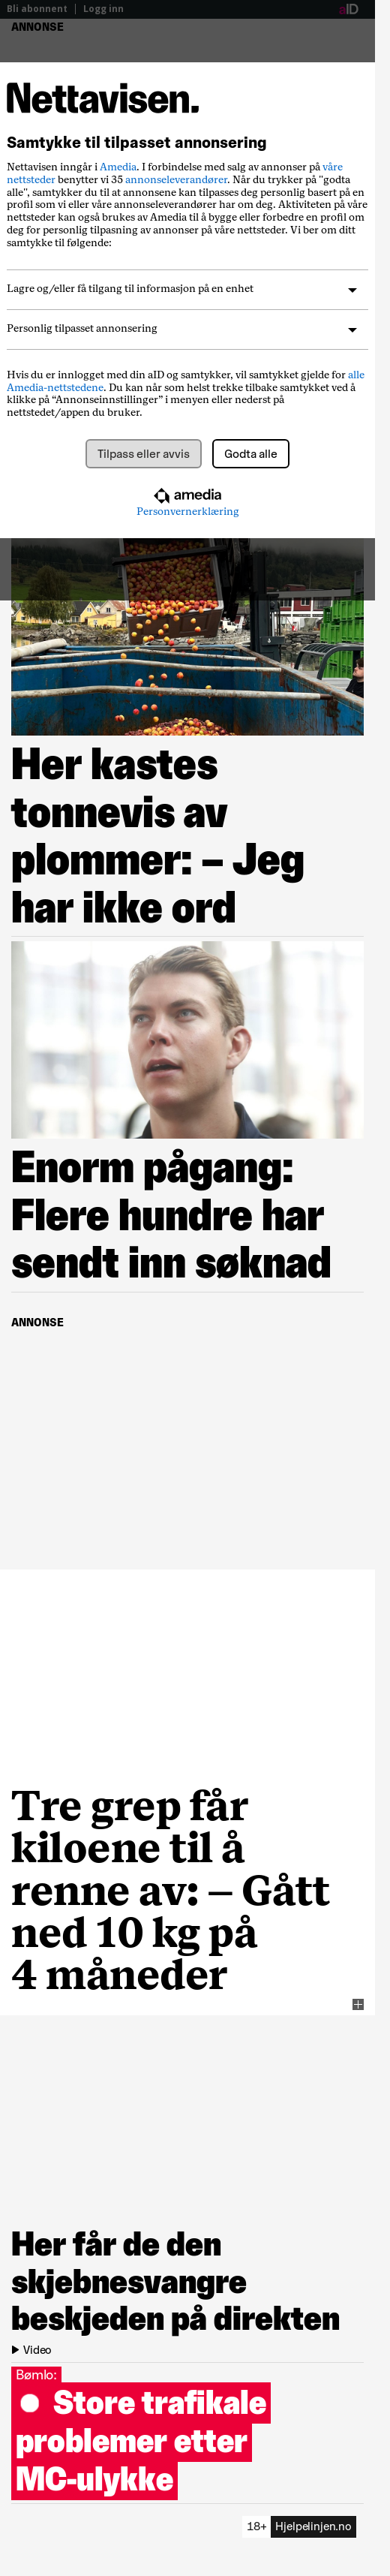 Bli abonnent | Logg inn
aID
ANNONSE
Nettavisen.
Samtykke til tilpasset annonsering
Nettavisen inngår i Amedia. I forbindelse med salg av annonser på våre
nettsteder benytter vi 35 annonseleverandører. Når du trykker på "godta
alle", samtykker du til at annonsene kan tilpasses deg personlig basert på en
profil som vi eller våre annonseleverandører har om deg. Aktiviteten på våre
nettsteder kan også brukes av Amedia til å bygge eller forbedre en profil om
deg for personlig tilpasning av annonser på våre nettsteder. Vi ber om ditt
samtykke til følgende:
Lagre og/eller få tilgang til informasjon på en enhet
Personlig tilpasset annonsering
Hvis du er innlogget med din aID og samtykker, vil samtykket gjelde for alle
Amedia-nettstedene. Du kan når som helst trekke tilbake samtykket ved å
klikke på “Annonseinnstillinger” i menyen eller nederst på
nettstedet/appen du bruker.
Tilpass eller avvis
Godta alle
amedia
Personvernerklæring
Her kastes
tonnevis av
plommer: – Jeg
har ikke ord
Enorm pågang:
Flere hundre har
sendt inn søknad
ANNONSE
Tre grep får
kiloene til å
renne av: – Gått
ned 10 kg på
4 måneder
Her får de den
skjebnesvangre
beskjeden på direkten
Video
Bømlo:
Store trafikale
problemer etter
MC-ulykke
18+ Hjelpelinjen.no